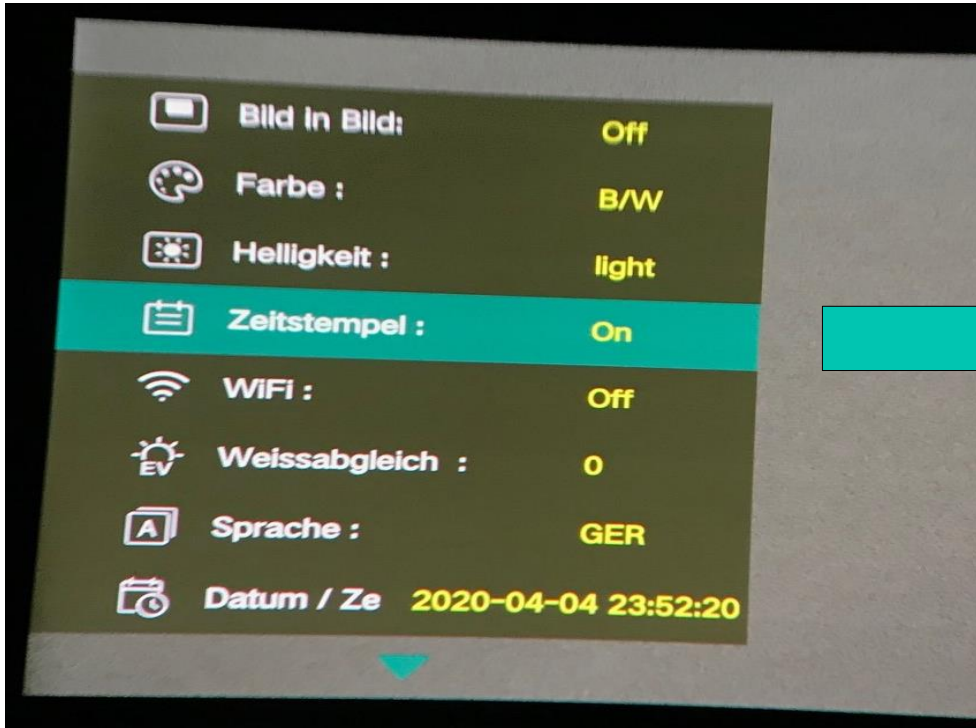 Bild in Bild: Off
Farbe : B/W
Helligkeit : light
Zeitstempel : On
WiFi : Off
EV Weissabgleich : 0
A Sprache : GER
Datum / Ze 2020-04-04 23:52:20